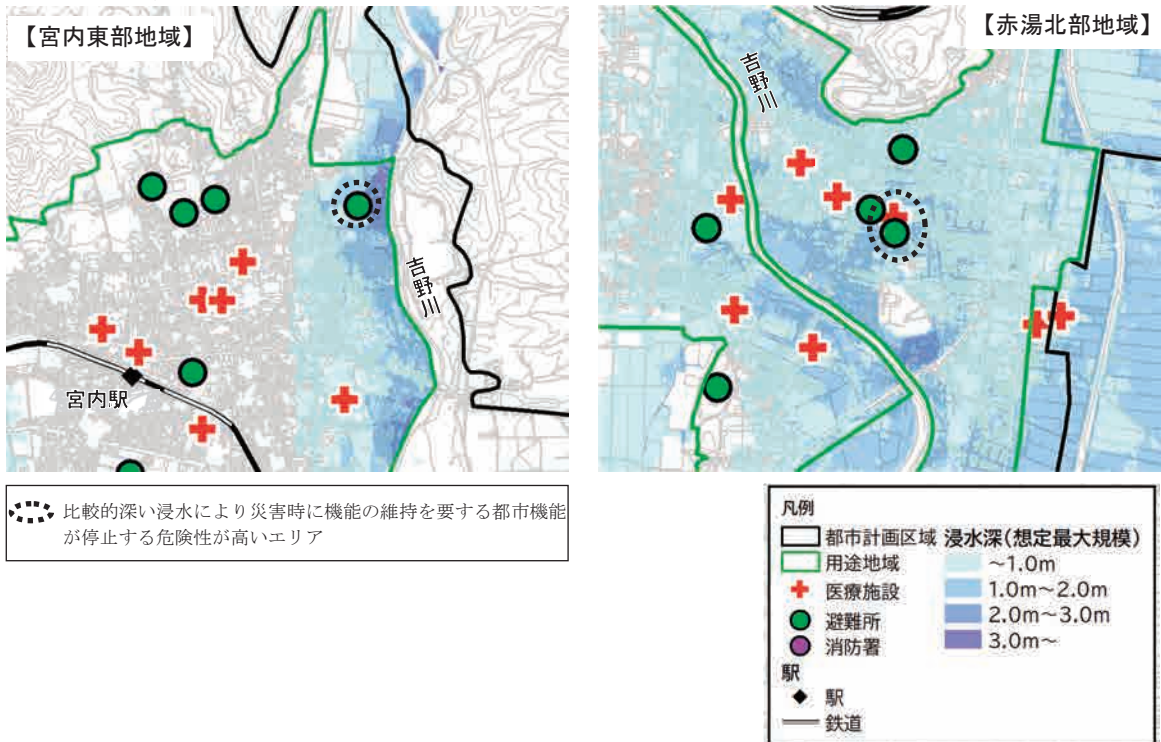 【宮内東部地域】
吉野川
宮内駅
【赤湯北部地域】
吉野川
比較的深い浸水により災害時に機能の維持を要する都市機能
が停止する危険性が高いエリア
凡例
都市計画区域
用途地域
医療施設
避難所
消防署
駅
駅
鉄道
浸水深(想定最大規模)
~1.0m
1.0m~2.0m
2.0m~3.0m
3.0m~